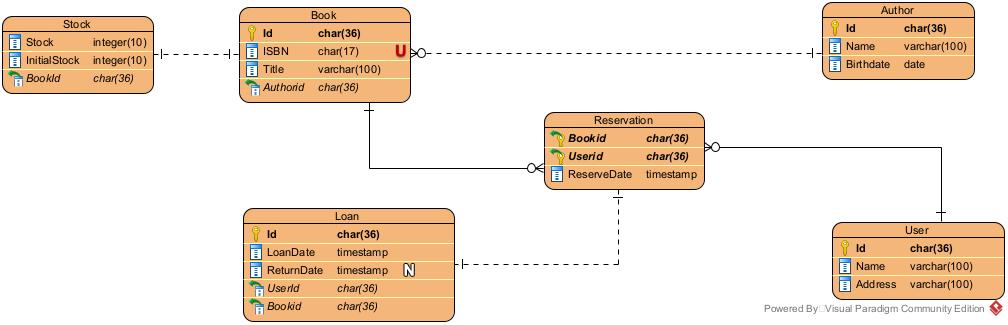 Stock
Stock integer(10)
InitialStock integer(10)
BookId char(36)
Book
Id char(36)
ISBN char(17) U
Title varchar(100)
Authorid char(36)
Author
Id char(36)
Name varchar(100)
Birthdate date
Reservation
Bookid char(36)
Userid char(36)
ReserveDate timestamp
Loan
Id char(36)
LoanDate timestamp
ReturnDate timestamp N
UserId char(36)
Bookid char(36)
User
Id char(36)
Name varchar(100)
Address varchar(100)
Powered By Visual Paradigm Community Edition